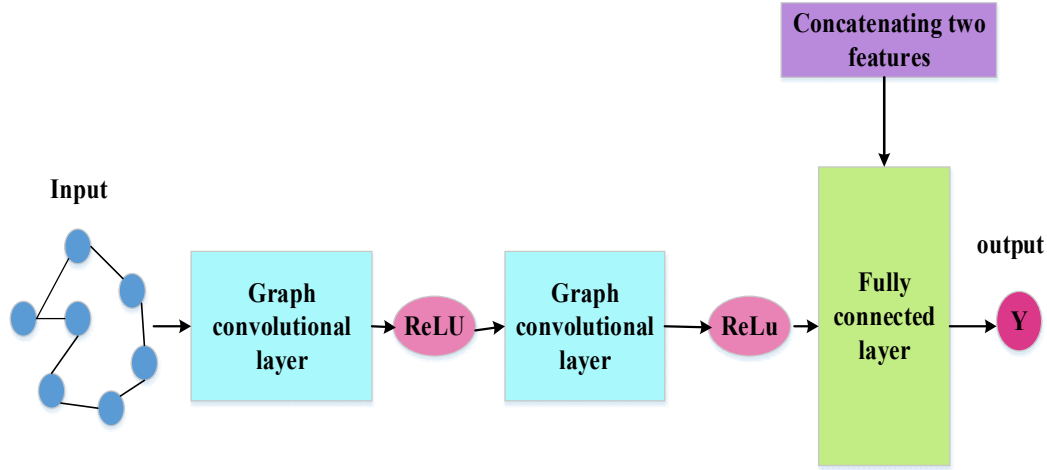 Concatenating two
features
Input
Graph
convolutional
layer
ReLU
Graph
convolutional
layer
ReLu
Fully
connected
layer
output
Y